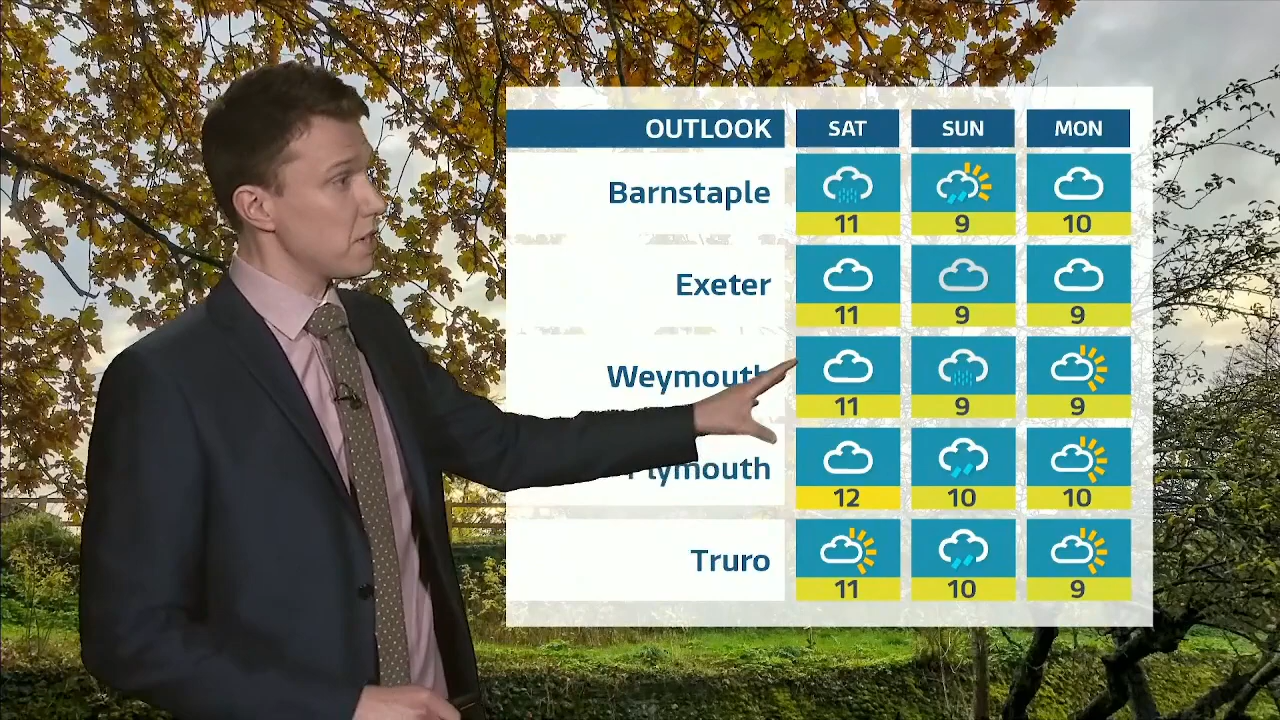 OUTLOOK SAT SUN MON
Barnstaple 11 9 10
Exeter 11 9 9
Weymouth 11 9 9
Plymouth 12 10 10
Truro 11 10 9